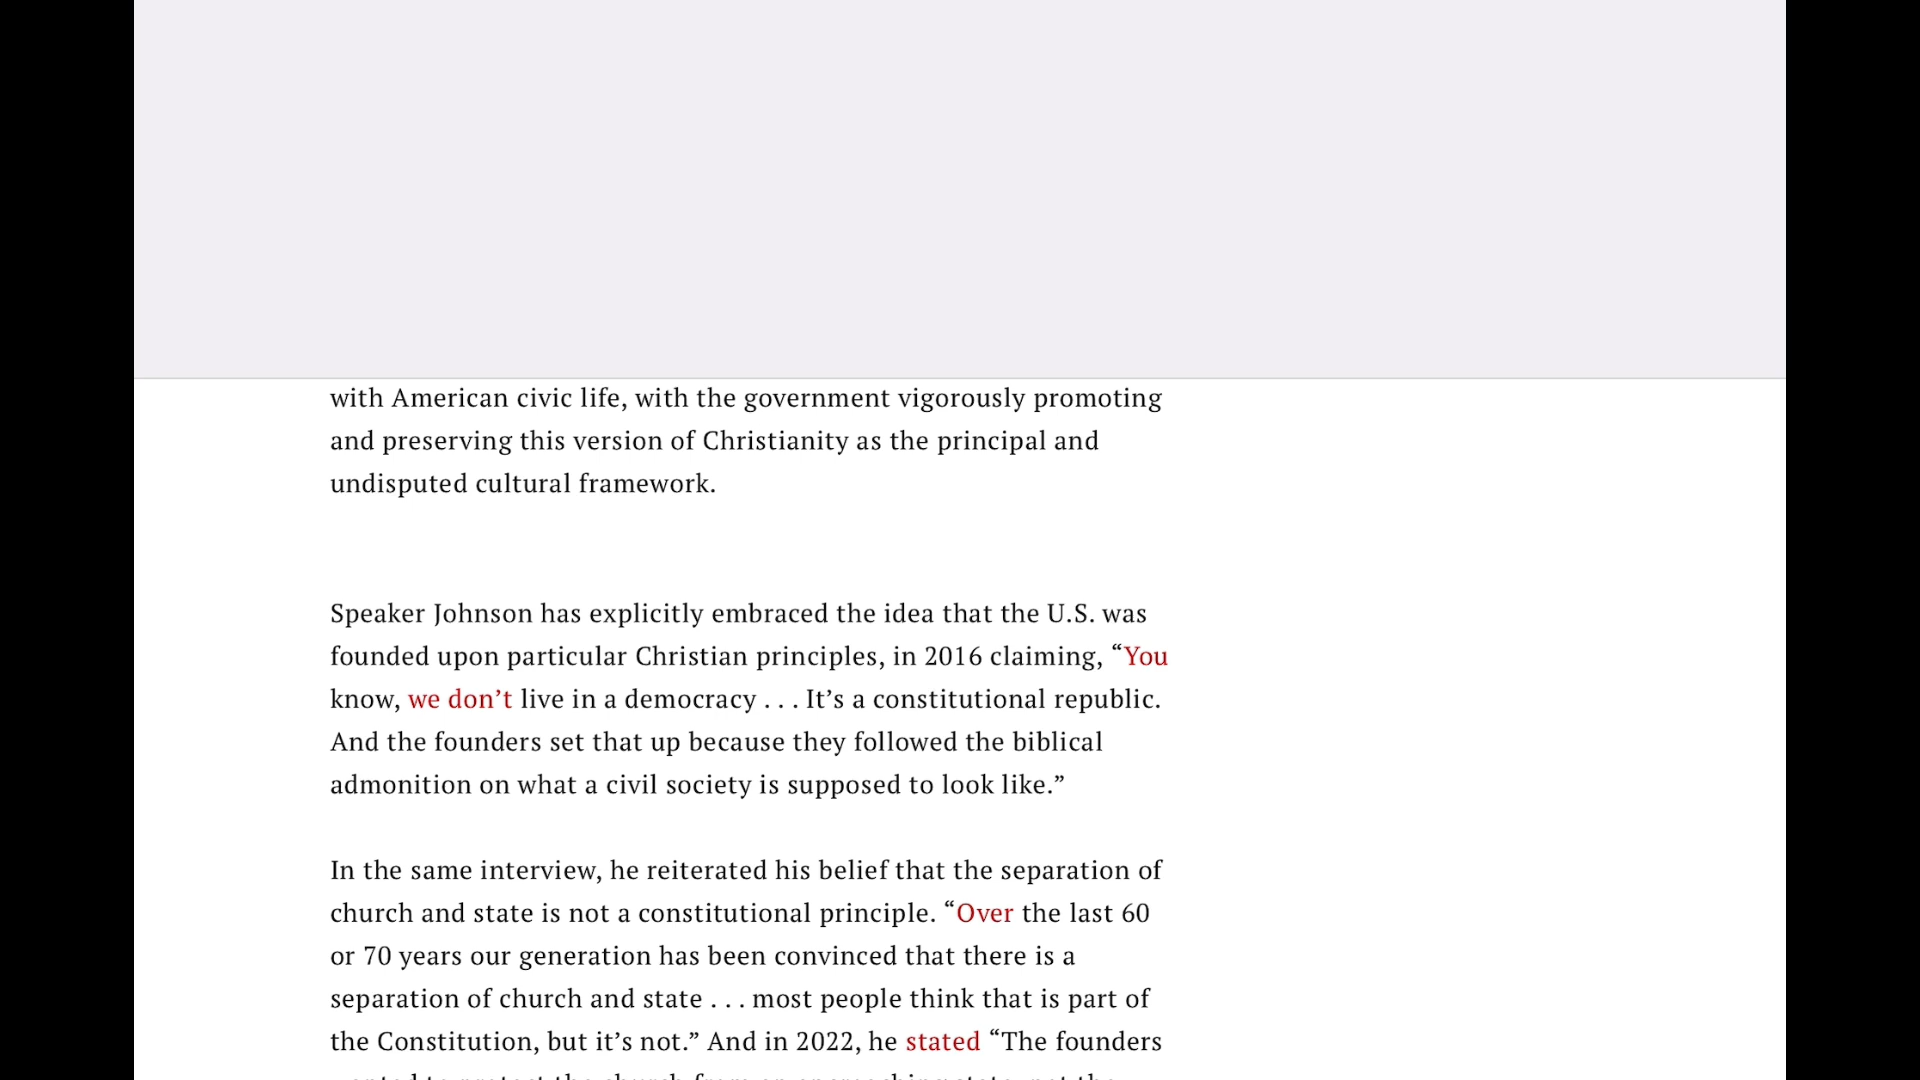 with American civic life, with the government vigorously promoting
and preserving this version of Christianity as the principal and
undisputed cultural framework.
Speaker Johnson has explicitly embraced the idea that the U.S. was
founded upon particular Christian principles, in 2016 claiming, “You
know, we don’t live in a democracy . . . It’s a constitutional republic.
And the founders set that up because they followed the biblical
admonition on what a civil society is supposed to look like.”
In the same interview, he reiterated his belief that the separation of
church and state is not a constitutional principle. “Over the last 60
or 70 years our generation has been convinced that there is a
separation of church and state . . . most people think that is part of
the Constitution, but it’s not.” And in 2022, he stated “The founders